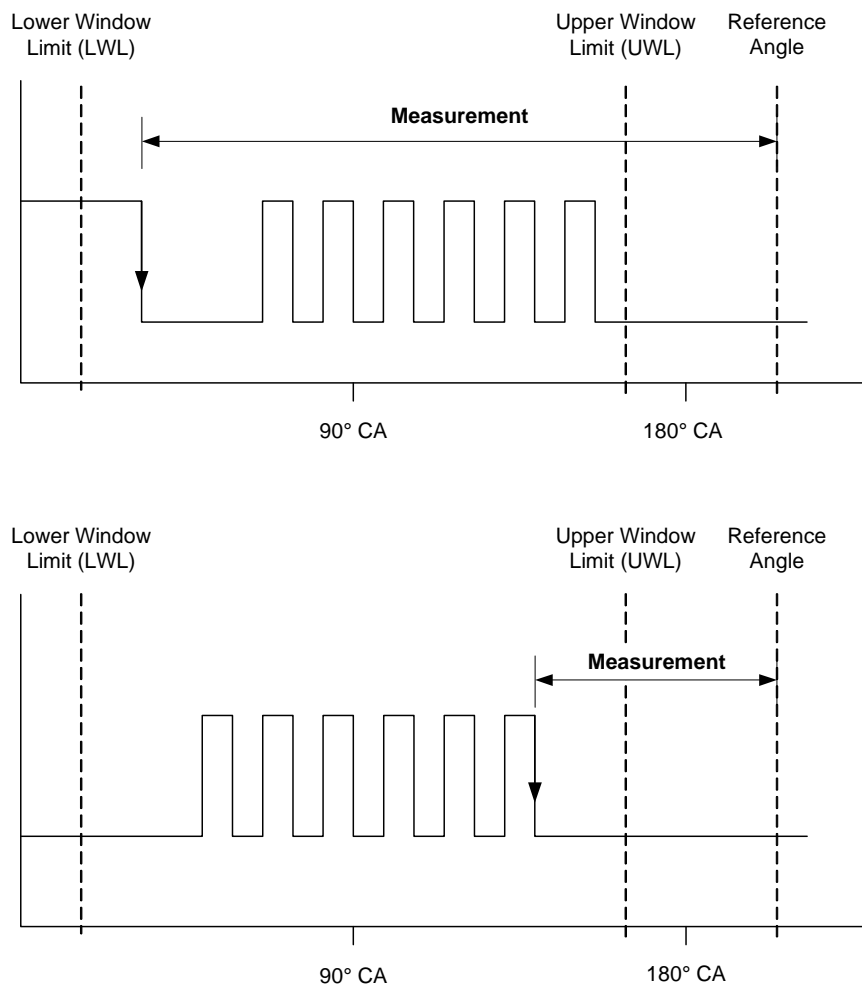 Lower Window
Limit (LWL)
Upper Window
Limit (UWL)
Reference
Angle
Measurement
90° CA
180° CA
Lower Window
Limit (LWL)
Upper Window
Limit (UWL)
Reference
Angle
Measurement
90° CA
180° CA